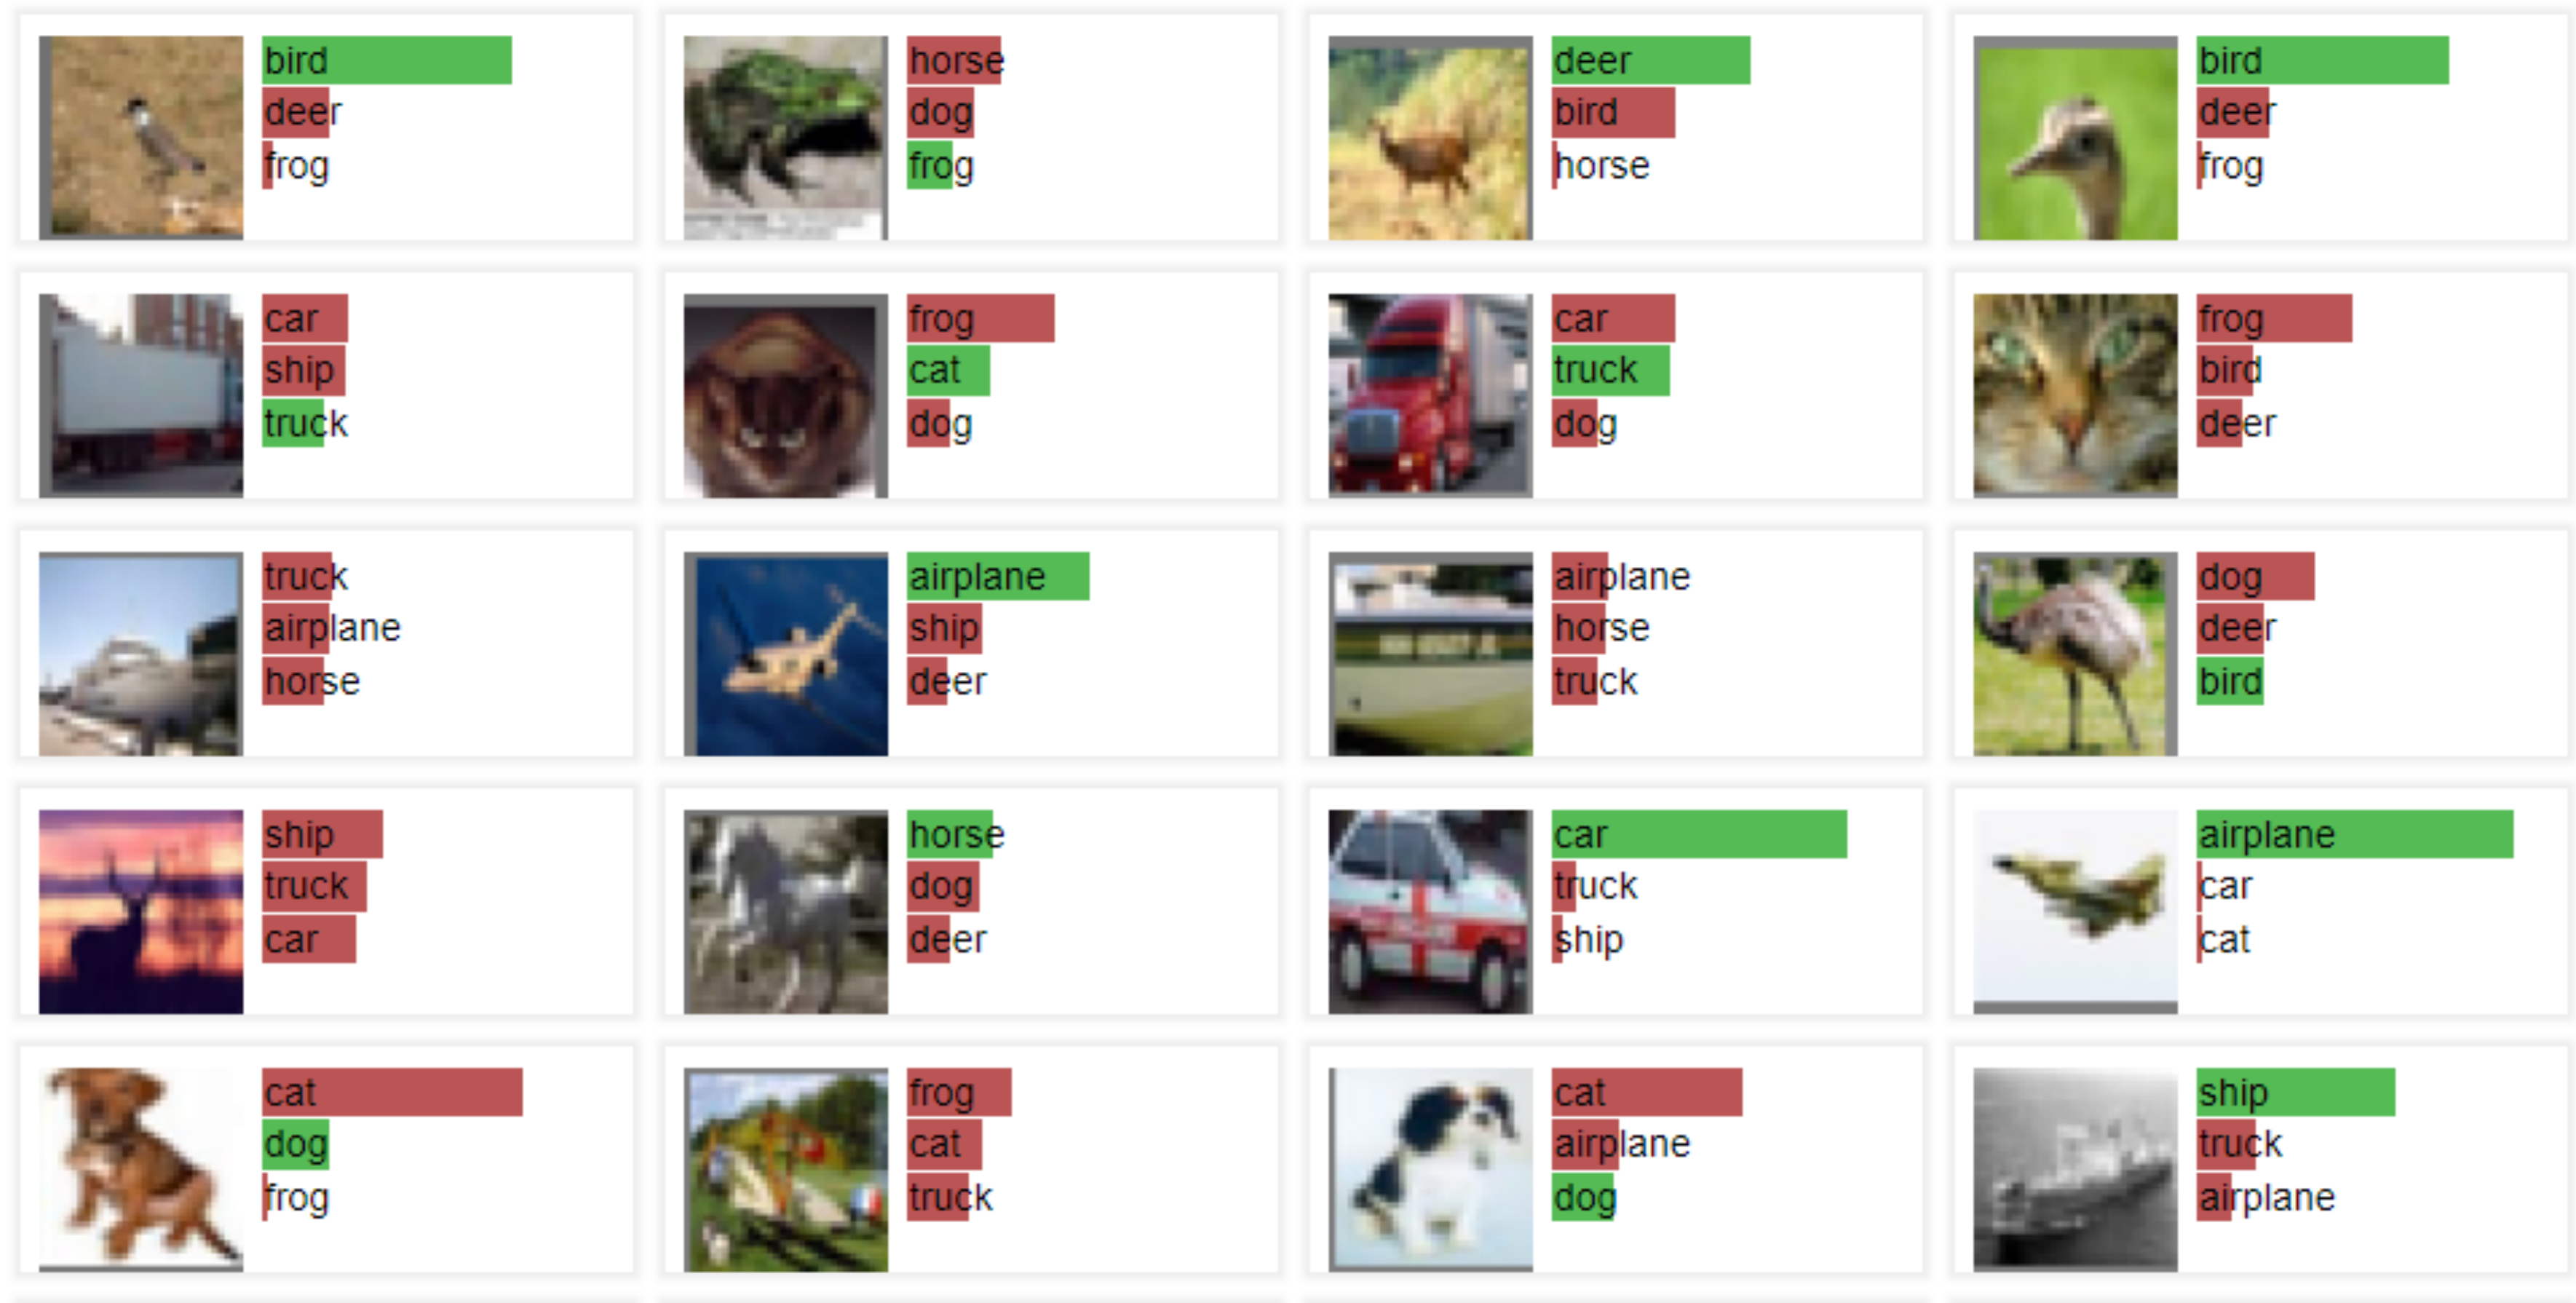 bird
deer
frog
horse
dog
frog
deer
bird
horse
bird
deer
frog
car
ship
truck
frog
cat
dog
car
truck
dog
frog
bird
deer
truck
airplane
horse
airplane
ship
deer
airplane
horse
truck
dog
deer
bird
ship
truck
car
horse
dog
deer
car
truck
ship
airplane
car
cat
cat
dog
frog
frog
cat
truck
cat
airplane
dog
ship
truck
airplane